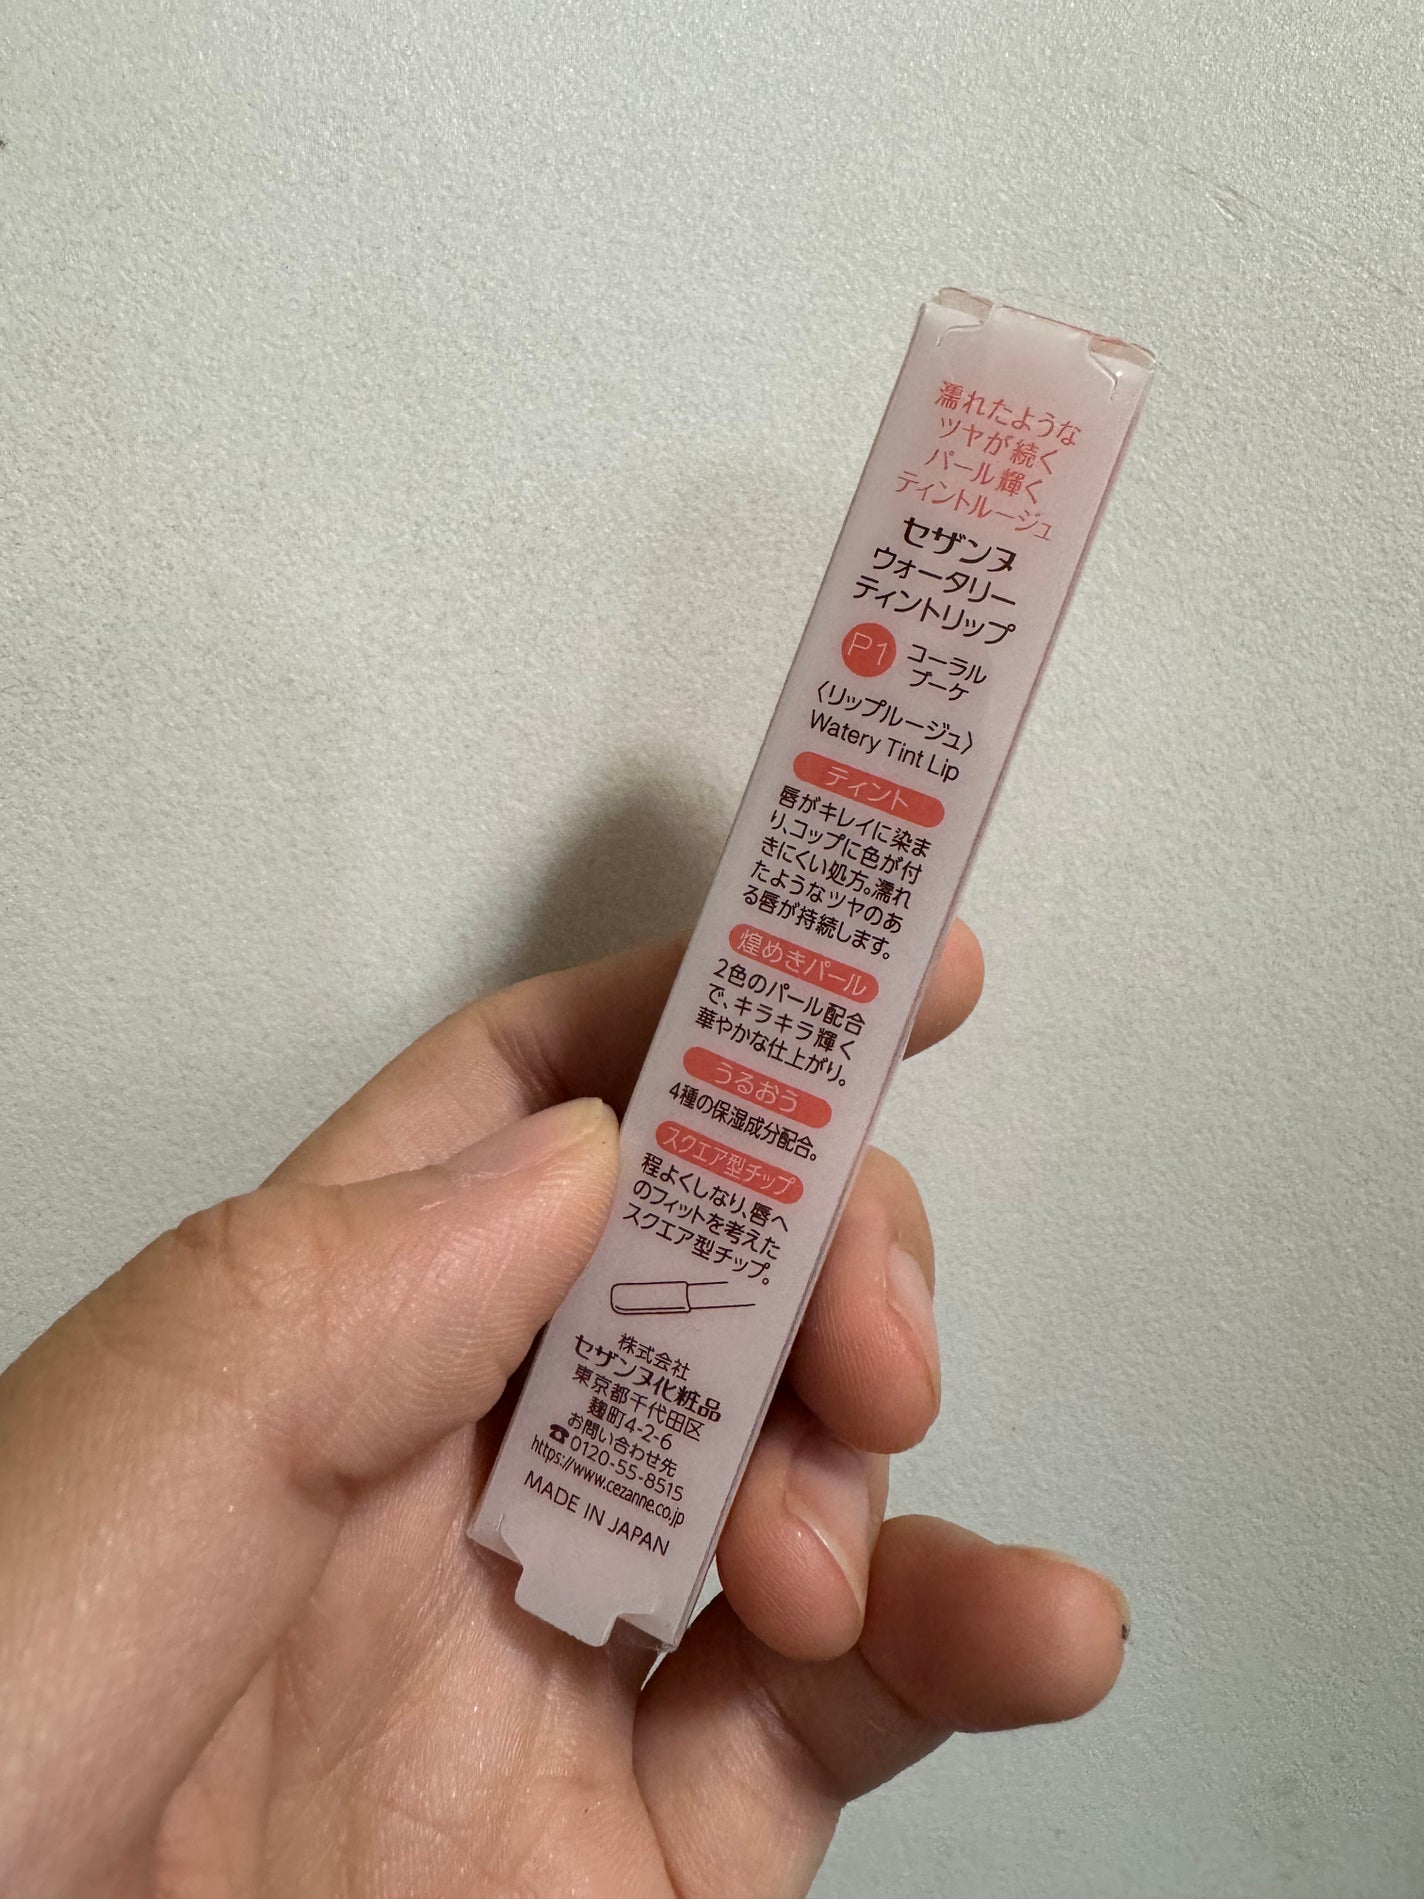 濡れたような
ツヤが続く
パール輝く
ティントルージュ
セザンヌ
ウォータリー
ティントリップ
P1 コーラル
ブーケ
〈リップルージュ〉
Watery Tint Lip
ティント
唇がキレイに染ま
り、コップに色が付
きにくい処方。濡れ
たようなツヤのあ
る唇が持続します。
煌めきパール
2色のパール配合
で、キラキラ輝く
華やかな仕上がり。
うるおう
4種の保湿成分配合。
スクエア型チップ
程よくしなり、唇へ
のフィットを考えた
スクエア型チップ。
株式会社
セザンヌ化粧品
東京都千代田区
麹町4-2-6
お問い合わせ先
☎0120-55-8515
https://www.cezanne.co.jp
MADE IN JAPAN